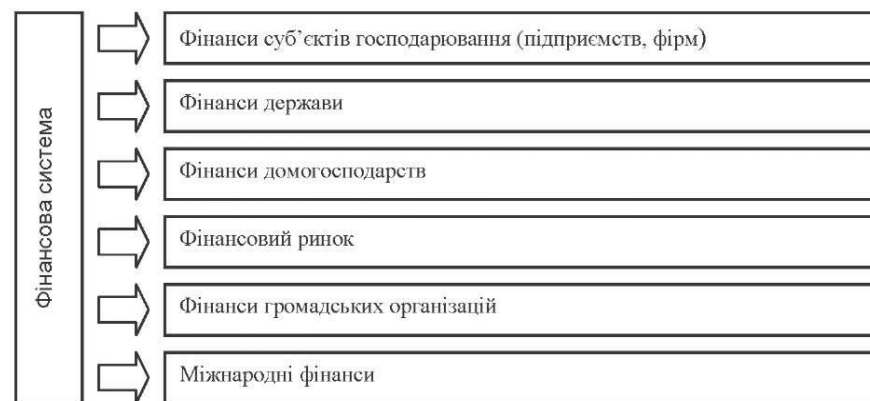 Фінансова система
Фінанси суб’єктів господарювання (підприємств, фірм)
Фінанси держави
Фінанси домогосподарств
Фінансовий ринок
Фінанси громадських організацій
Міжнародні фінанси